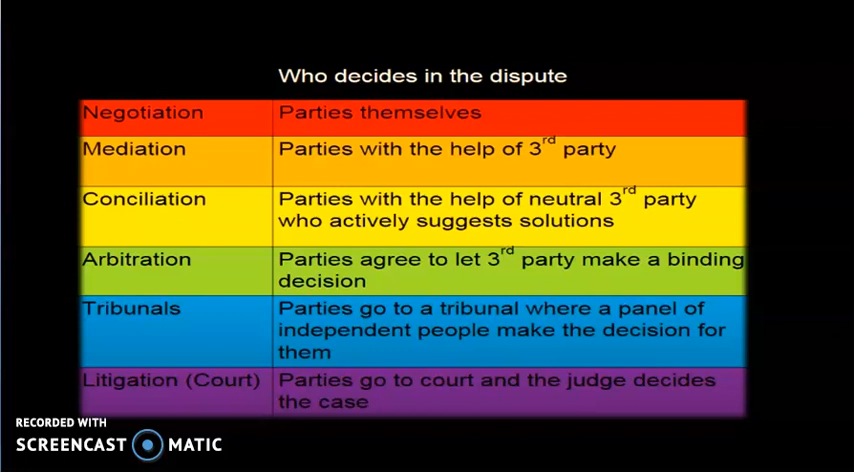 Who decides in the dispute
Negotiation Parties themselves
Mediation Parties with the help of 3rd party
Conciliation Parties with the help of neutral 3rd party
who actively suggests solutions
Arbitration Parties agree to let 3rd party make a binding
decision
Tribunals Parties go to a tribunal where a panel of
independent people make the decision for
them
Litigation (Court) Parties go to court and the judge decides
the case
RECORDED WITH
SCREENCAST MATIC